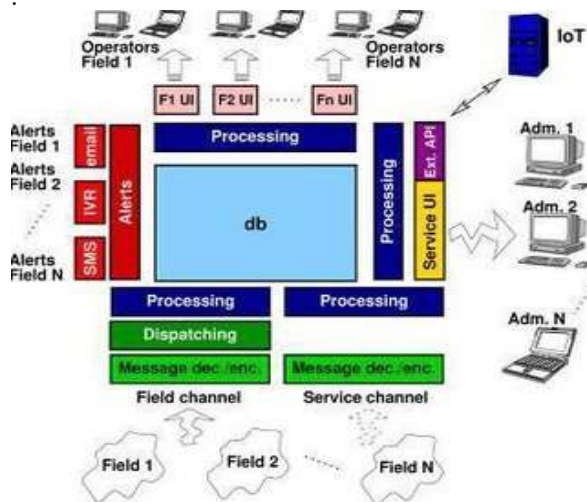 Operators
Field 1
Operators
Field N
IoT
F1 UI
F2 UI
Fn UI
Alerts
Field 1
Alerts
Field 2
Alerts
Field N
email
IVR
SMS
Alerts
Processing
db
Processing
Ext. API
Service UI
Adm. 1
Adm. 2
Adm. N
Processing
Processing
Dispatching
Message dec./enc.
Message dec./enc.
Field channel
Service channel
Field 1
Field 2
Field N